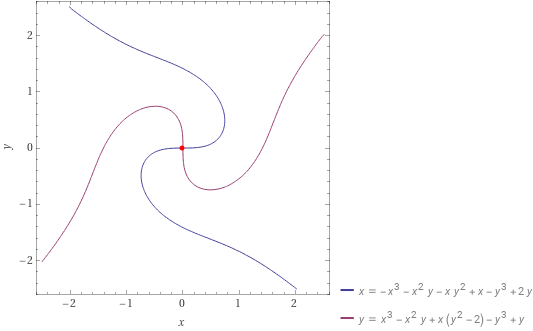 2
1
0
−1
−2
y
−2 −1 0 1 2
x
x = −x³ − x² y − x y² + x − y³ + 2 y
y = x³ − x² y + x (y² − 2) − y³ + y